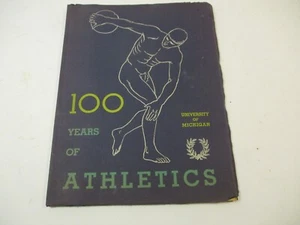 100
YEARS
OF
ATHLETICS
UNIVERSITY
OF
MICHIGAN